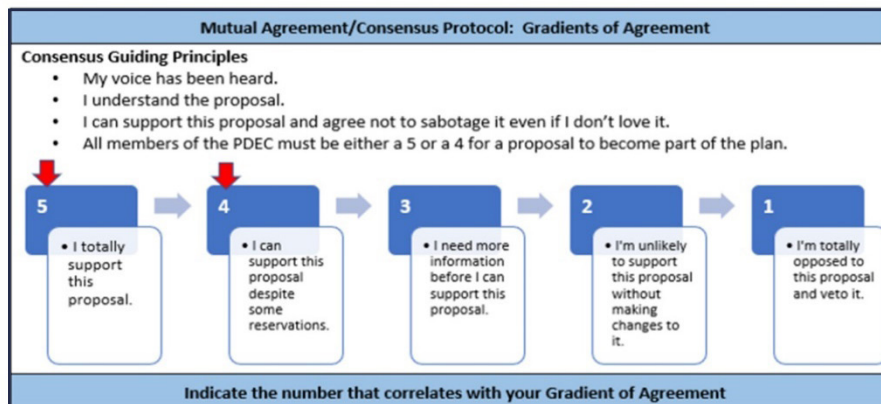 Mutual Agreement/Consensus Protocol: Gradients of Agreement
Consensus Guiding Principles
• My voice has been heard.
• I understand the proposal.
• I can support this proposal and agree not to sabotage it even if I don't love it.
• All members of the PDEC must be either a 5 or a 4 for a proposal to become part of the plan.
5
• I totally
support
this
proposal.
4
• I can
support this
proposal
despite
some
reservations.
3
• I need more
information
before I can
support this
proposal.
2
• I'm unlikely
to support
this proposal
without
making
changes to
it.
1
• I'm totally
opposed to
this proposal
and veto it.
Indicate the number that correlates with your Gradient of Agreement